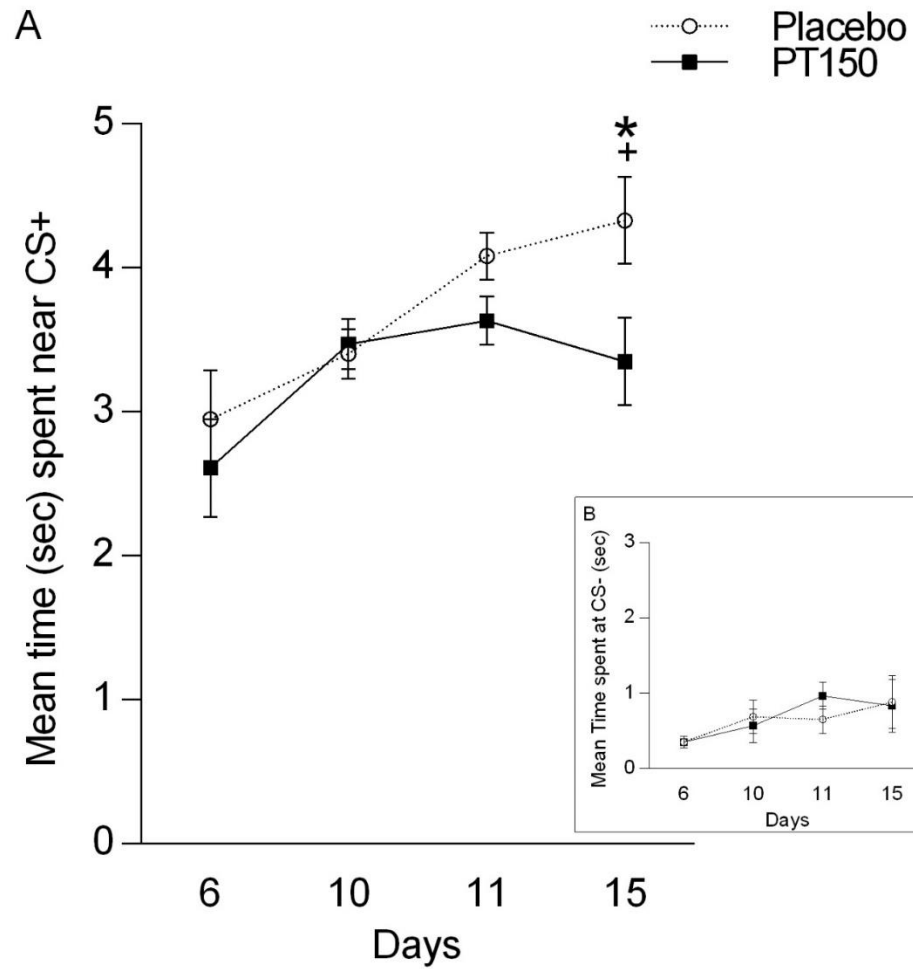 A
Placebo
PT150
*
+
5
4
3
2
1
0
Mean time (sec) spent near CS+
6 10 11 15
Days
B
3
2
1
0
Mean Time spent at CS- (sec)
6 10 11 15
Days